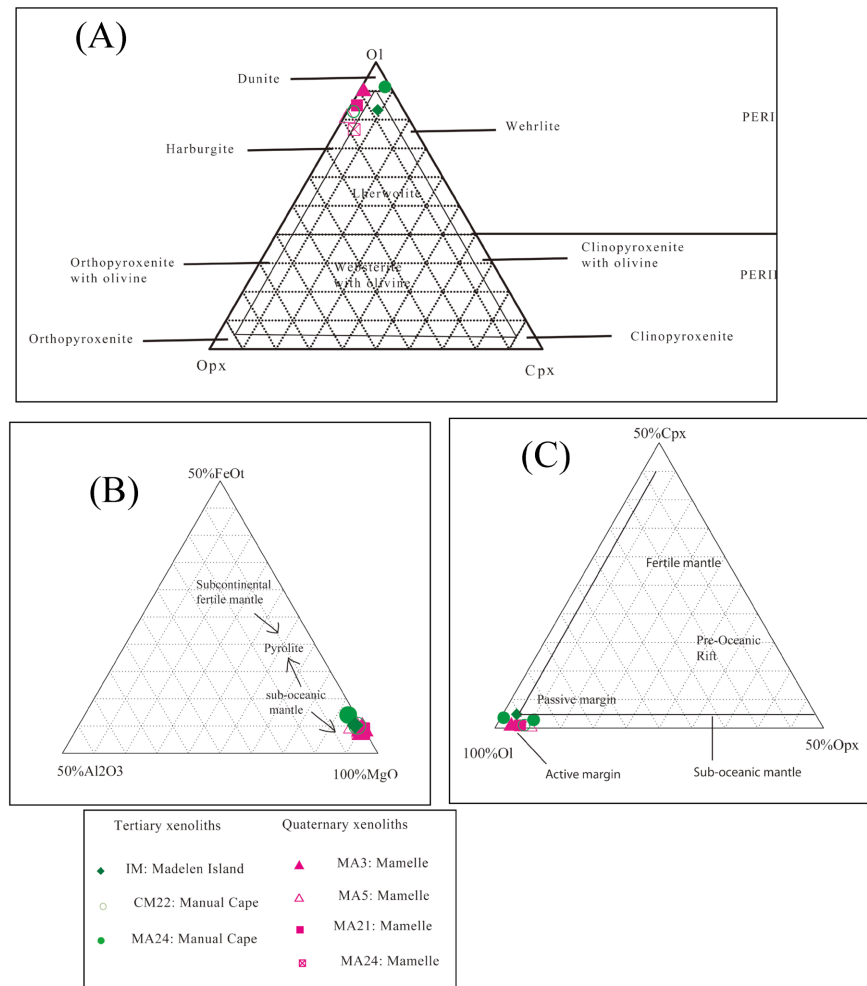 (A)
Ol
Dunite
PERI
Wehrlite
Harburgite
Lherwolite
Clinopyroxenite
with olivine
Orthopyroxenite
with olivine
Websterite
with olivine
PERII
Orthopyroxenite
Clinopyroxenite
Opx
Cpx
(B)
50%FeOt
Subcontinental
fertile mantle
Pyrolite
sub-oceanic
mantle
50%Al2O3
100%MgO
(C)
50%Cpx
Fertile mantle
Pre-Oceanic
Rift
Passive margin
100%Ol
50%Opx
Active margin
Sub-oceanic mantle
Tertiary xenoliths
IM: Madelen Island
CM22: Manual Cape
MA24: Manual Cape
Quaternary xenoliths
MA3: Mamelle
MA5: Mamelle
MA21: Mamelle
MA24: Mamelle